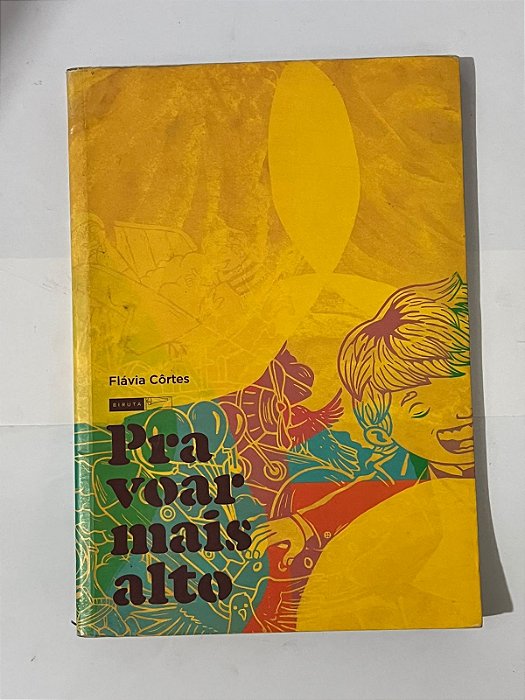 Flávia Côrtes
BIRUTA
Pra
voar
mais
alto